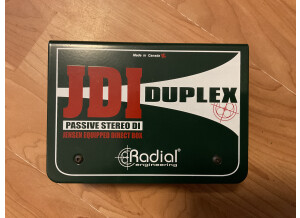 Made in Canada
JDI DUPLEX
PASSIVE STEREO DI
JENSEN EQUIPPED DIRECT BOX
Radial
engineering